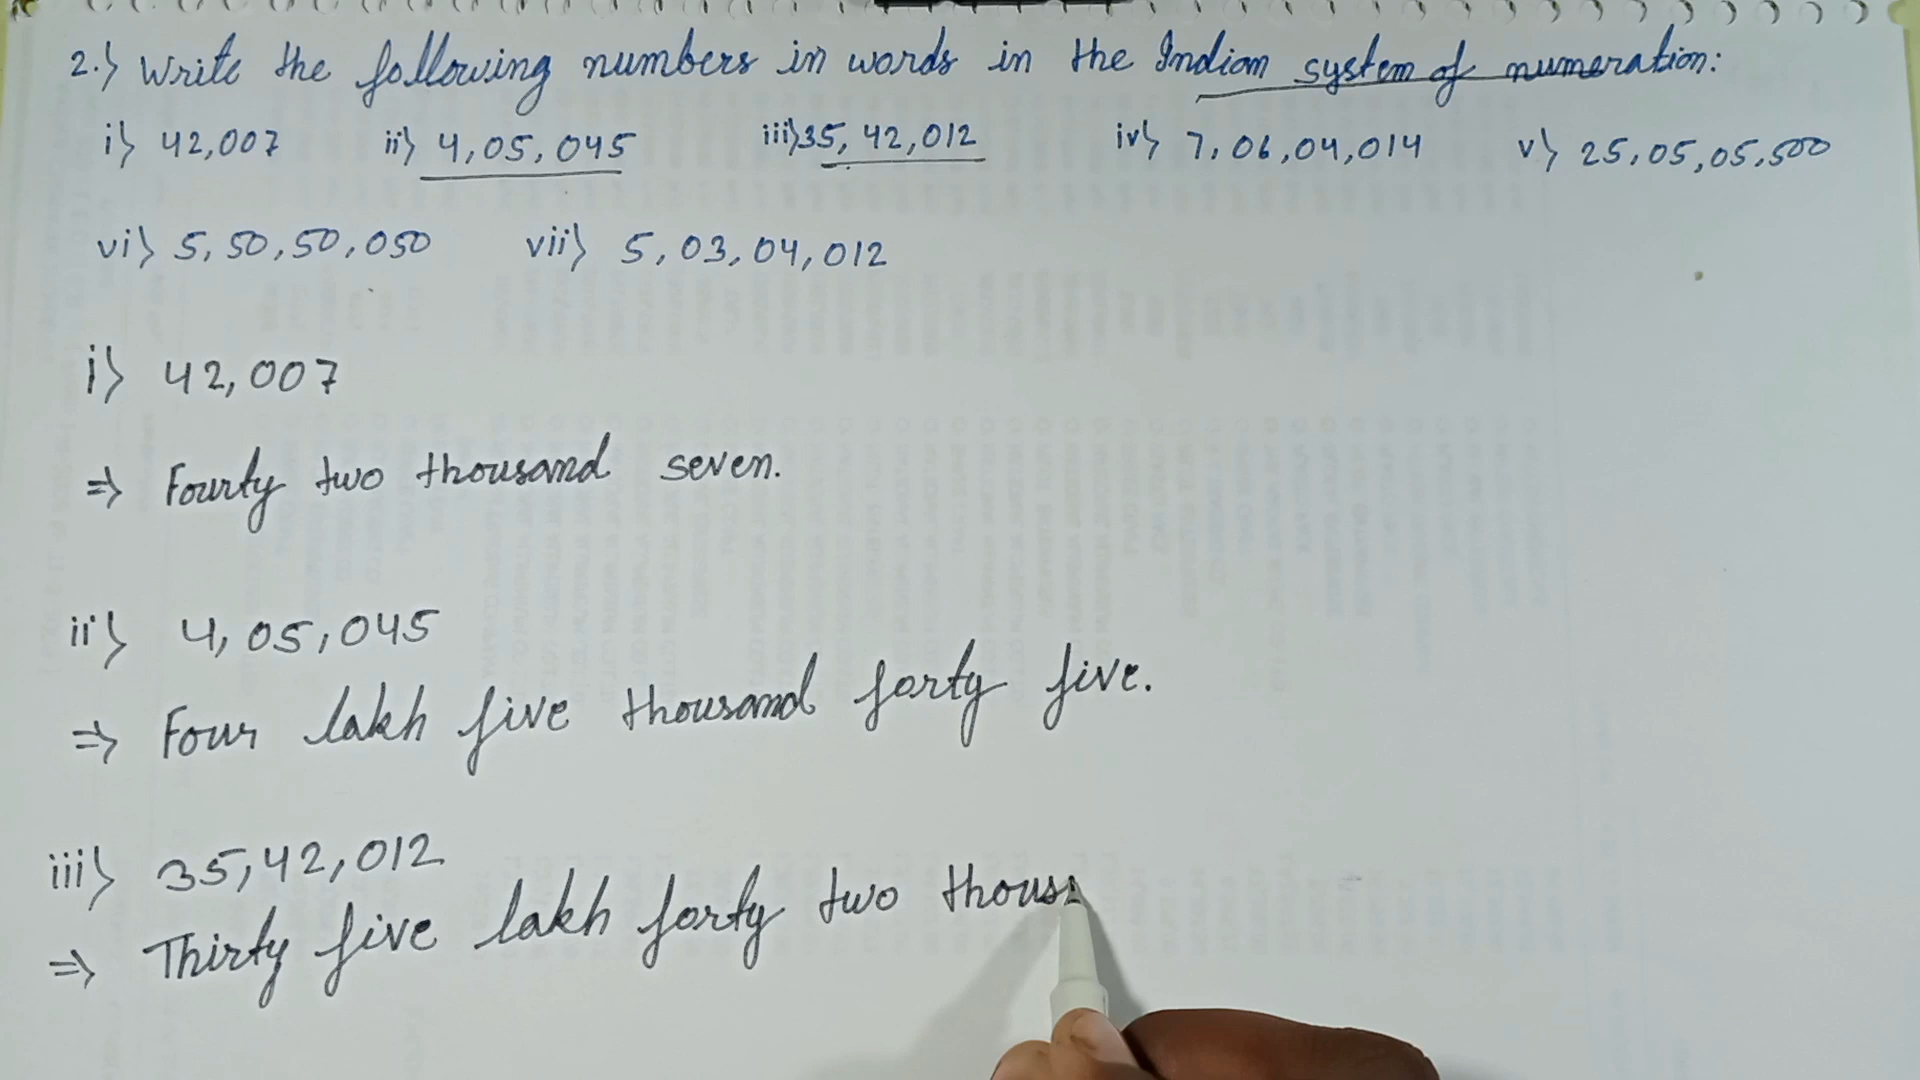 2.) Write the following numbers in words in the Indian system of numeration:
i) 42,007 ii) 4,05,045 iii) 35,42,012 iv) 7,06,04,014 v) 25,05,05,500
vi) 5,50,50,050 vii) 5,03,04,012
i) 42,007
⇒ Fourty two thousand seven.
ii) 4,05,045
⇒ Four lakh five thousand forty five.
iii) 35,42,012
⇒ Thirty five lakh forty two thous